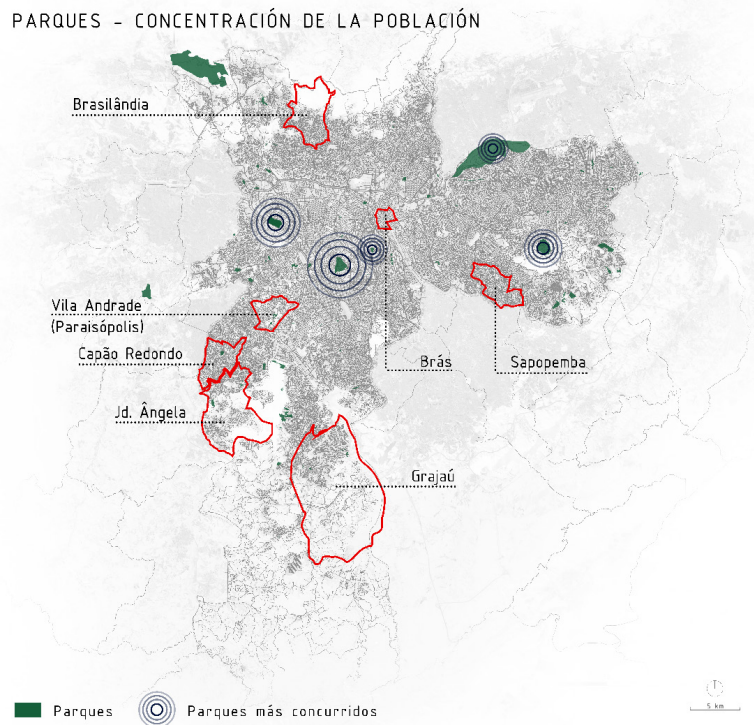 PARQUES - CONCENTRACIÓN DE LA POBLACIÓN
Brasilândia
Vila Andrade
(Paraisópolis)
Capão Redondo
Brás
Sapopemba
Jd. Ângela
Grajaú
Parques
Parques más concurridos
5 km